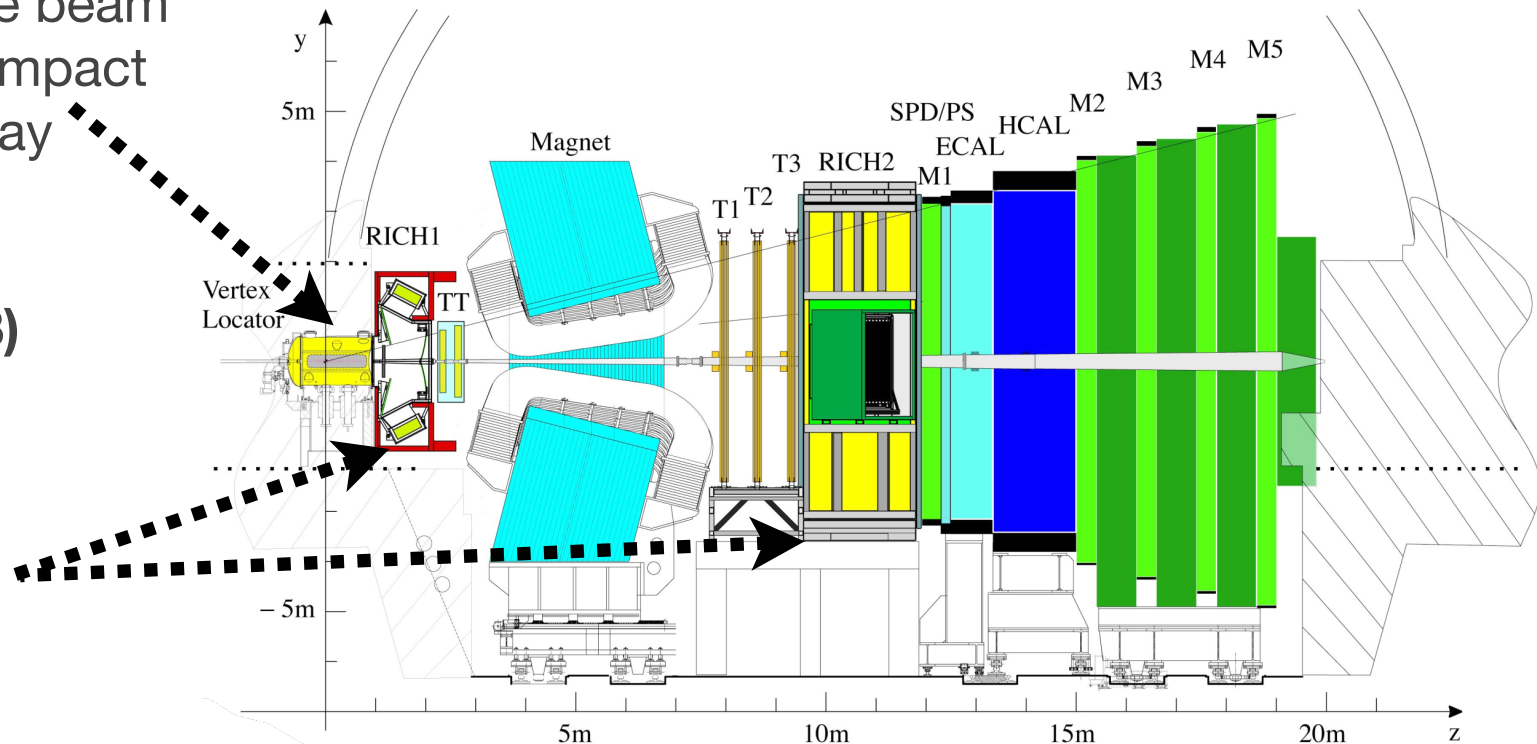 e beam
mpact
ay
)
y
5m
Magnet
T3
RICH2
SPD/PS
ECAL
HCAL
M1
M2
M3
M4
M5
T1
T2
RICH1
Vertex
Locator
TT
– 5m
5m
10m
15m
20m
z